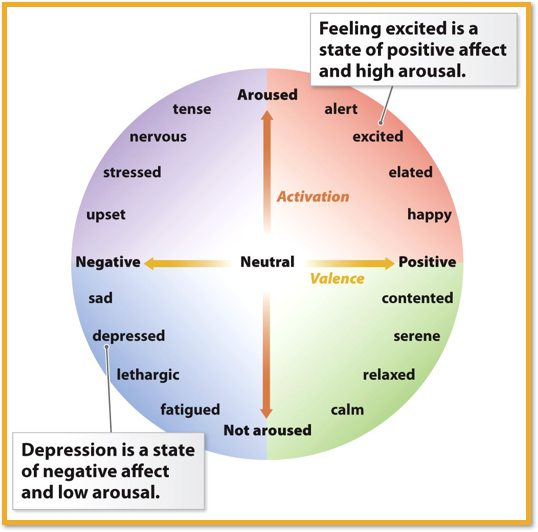 Feeling excited is a
state of positive affect
and high arousal.
Aroused
tense
alert
nervous
excited
stressed
elated
Activation
upset
happy
Negative
Neutral
Positive
Valence
sad
contented
depressed
serene
lethargic
relaxed
fatigued
calm
Not aroused
Depression is a state
of negative affect
and low arousal.